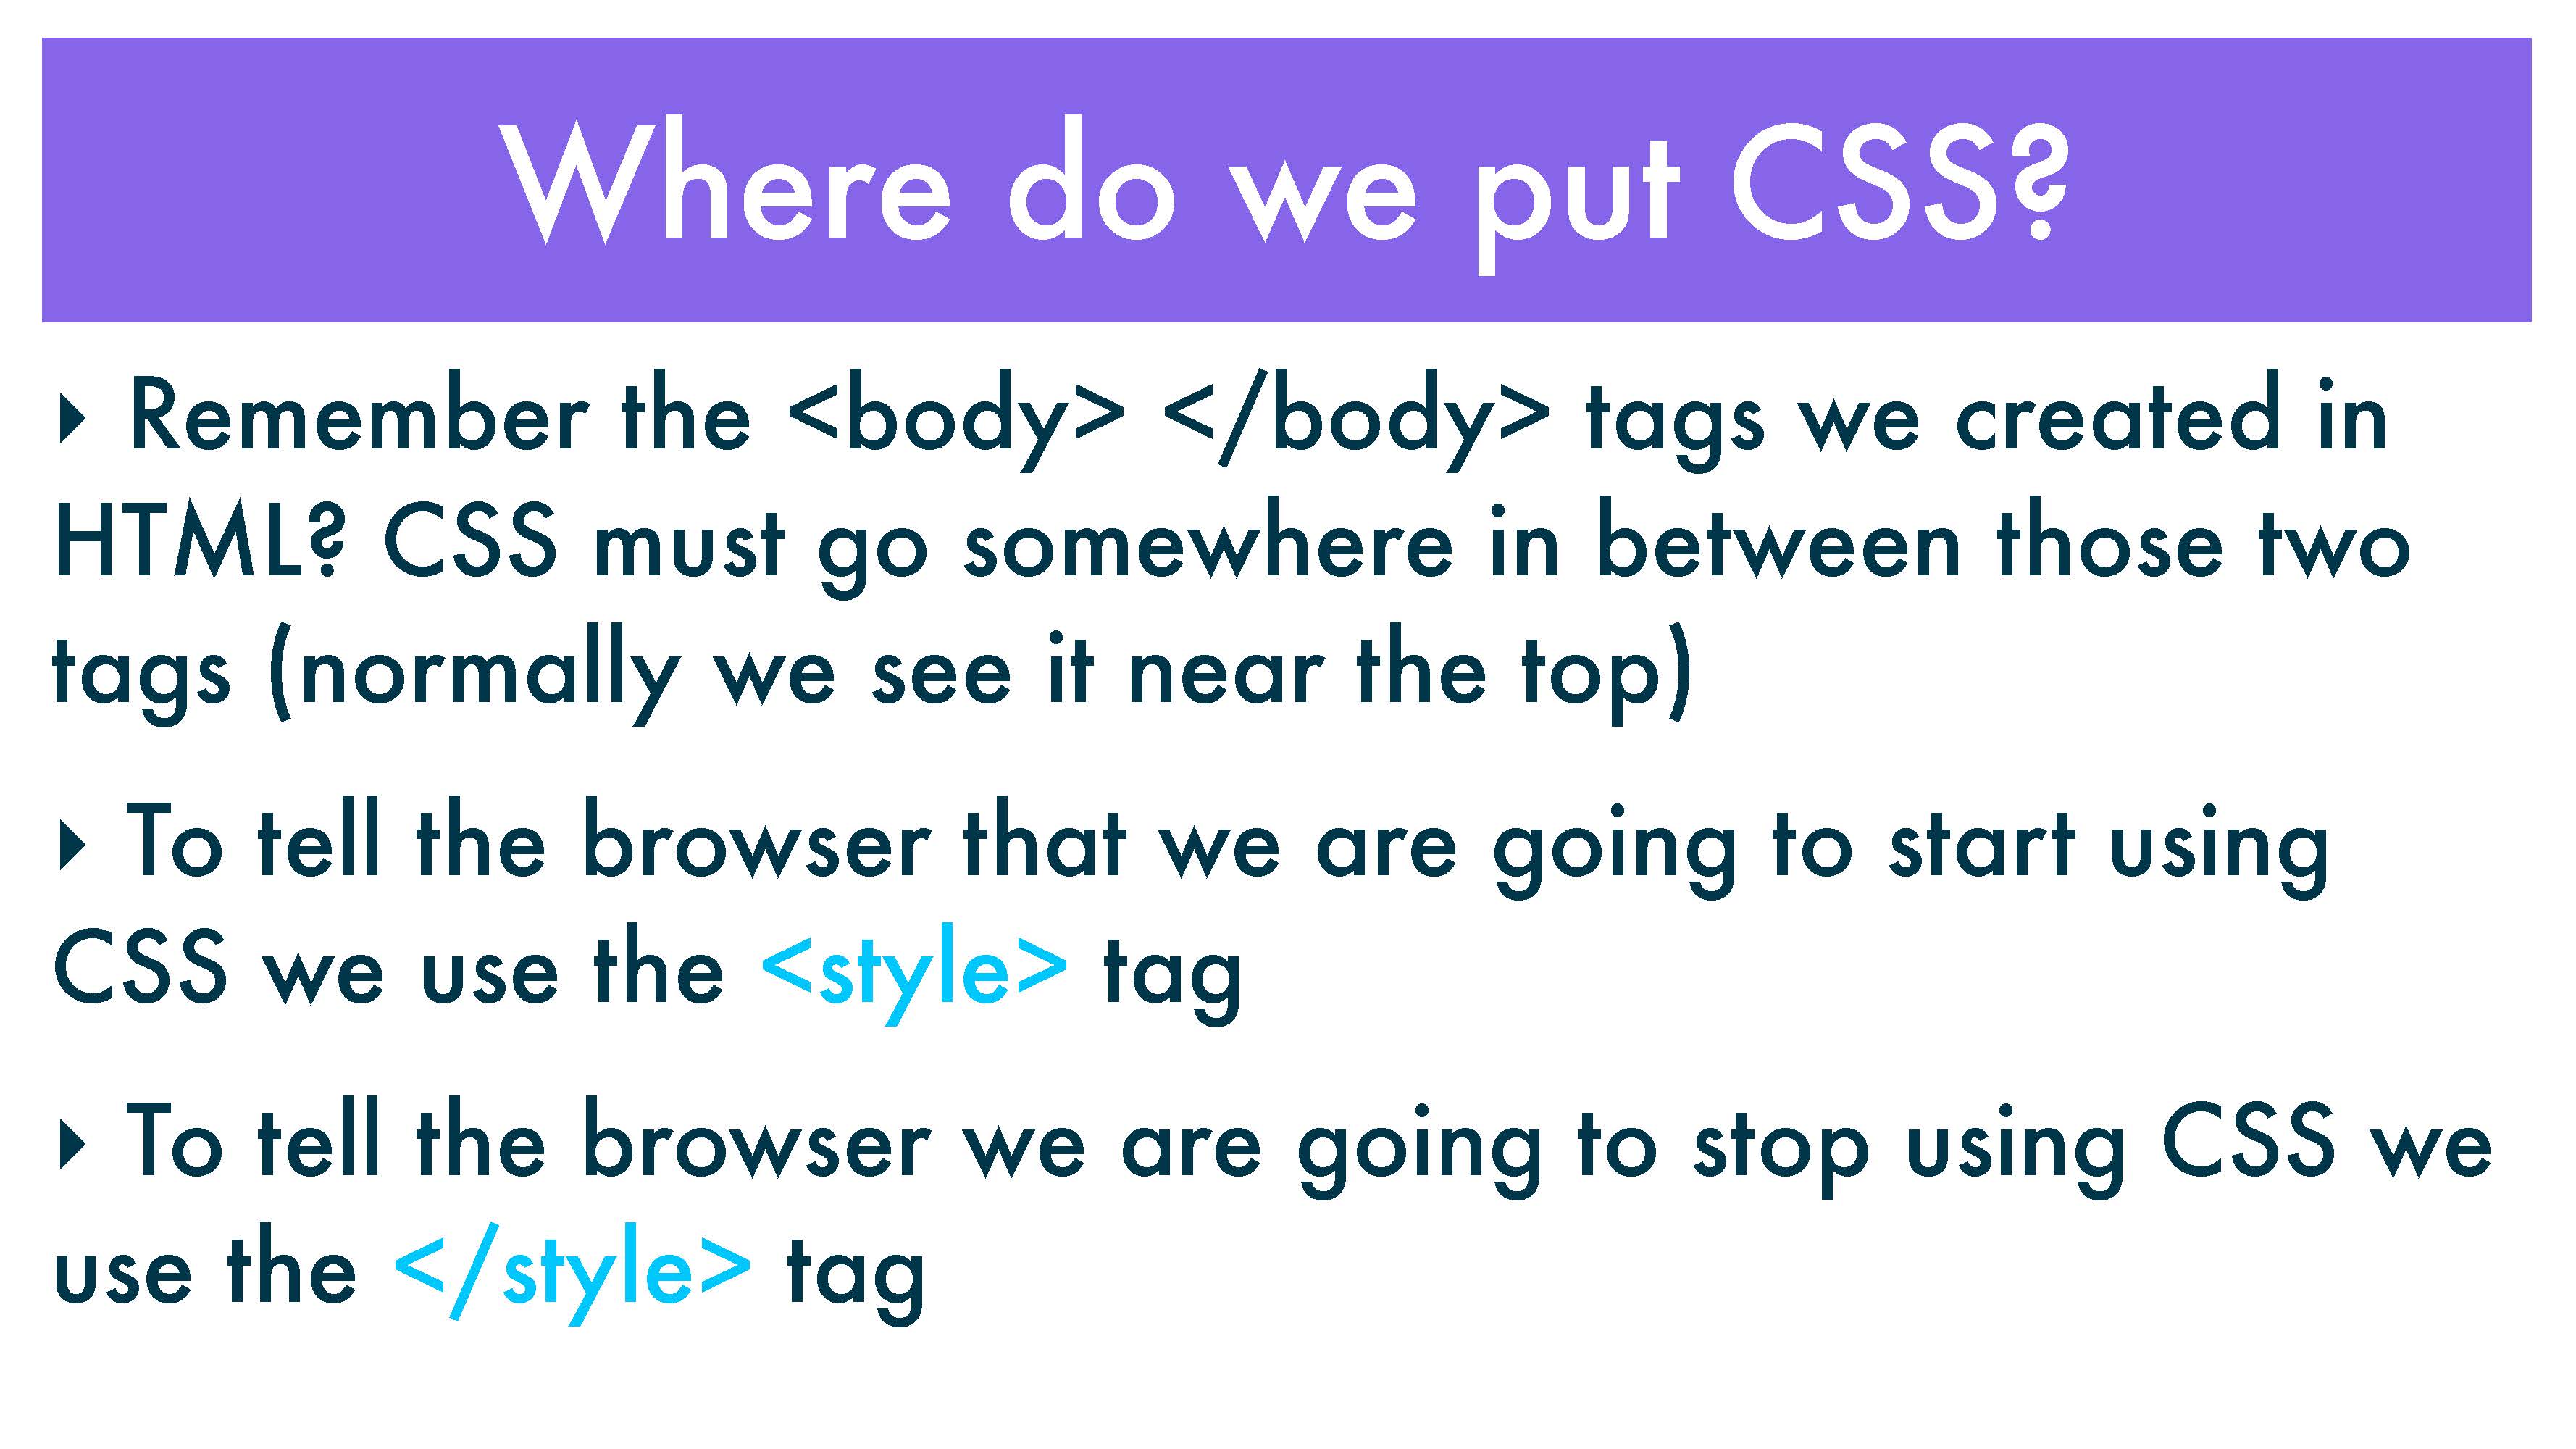 Where do we put CSS?
‣ Remember the <body> </body> tags we created in
HTML? CSS must go somewhere in between those two
tags (normally we see it near the top)
‣ To tell the browser that we are going to start using
CSS we use the <style> tag
‣ To tell the browser we are going to stop using CSS we
use the </style> tag